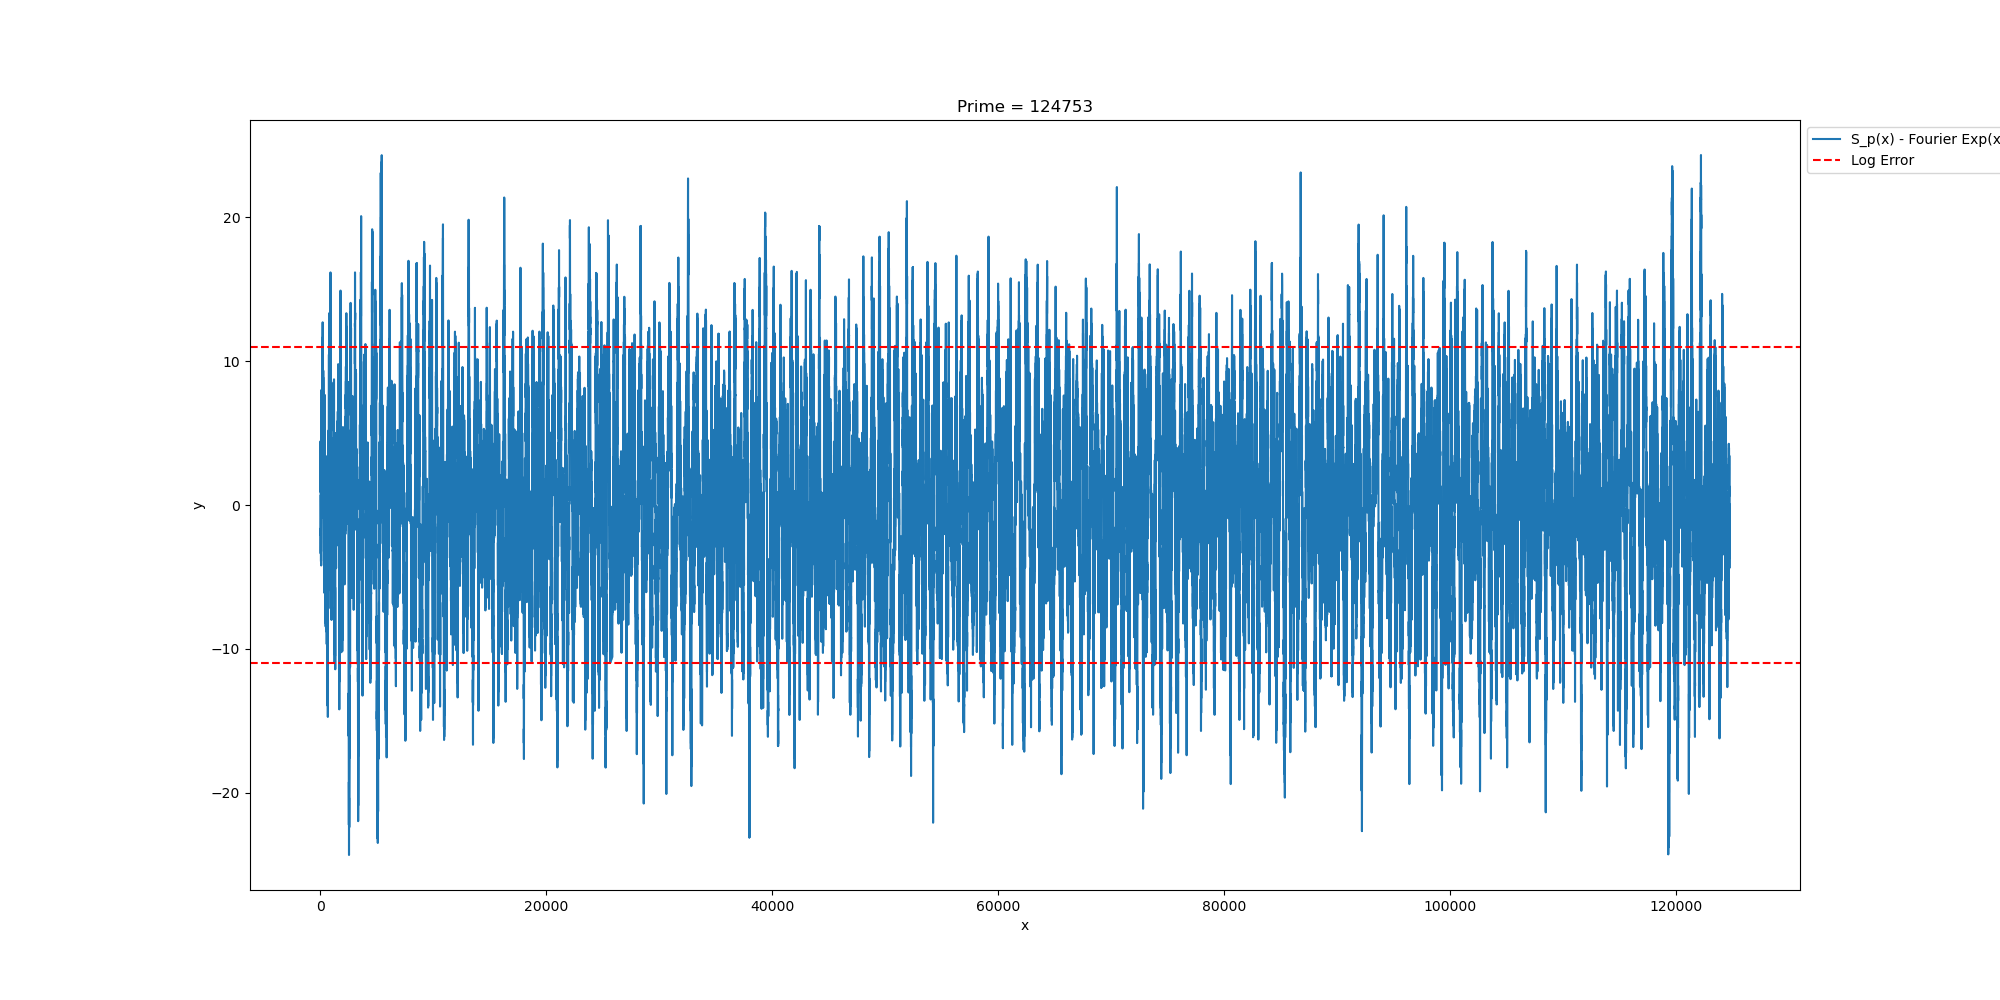 Prime = 124753
S_p(x) - Fourier Exp(x
Log Error
20
10
0
−10
−20
y
0 20000 40000 60000 80000 100000 120000
x